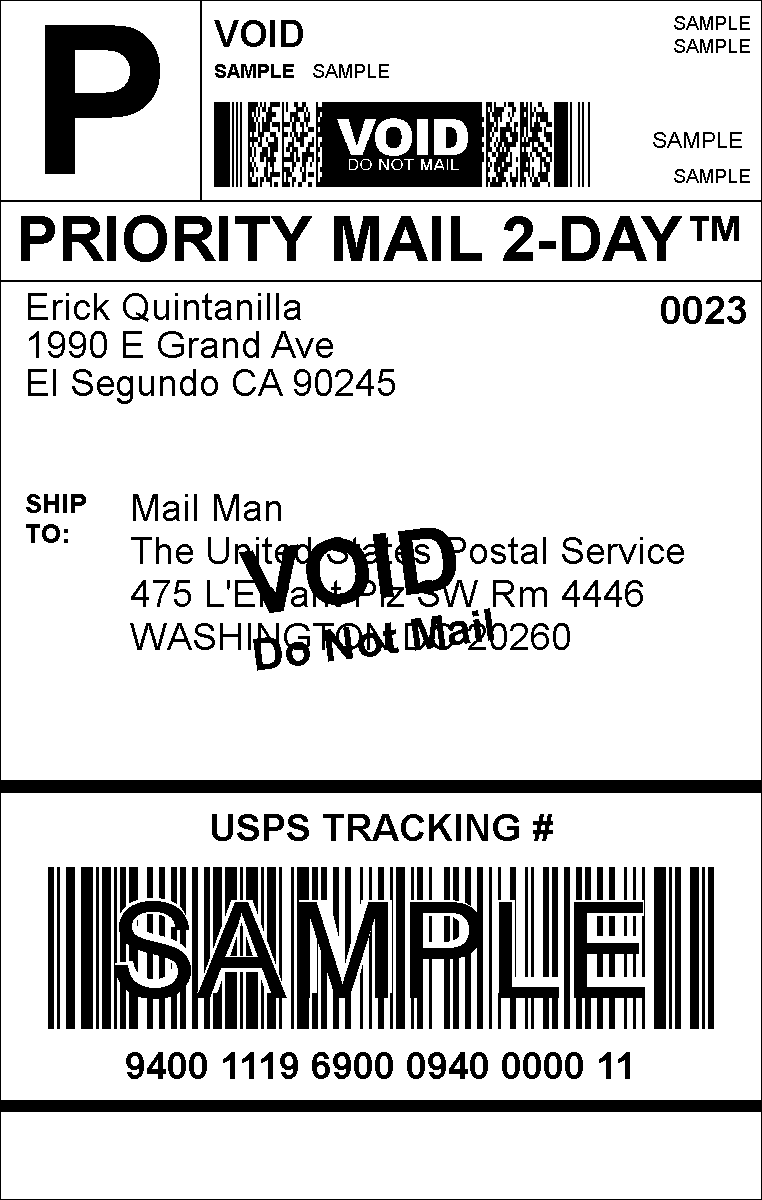 P
VOID
SAMPLE SAMPLE
SAMPLE
SAMPLE
VOID
DO NOT MAIL
SAMPLE
SAMPLE
PRIORITY MAIL 2-DAY™
Erick Quintanilla
1990 E Grand Ave
El Segundo CA 90245
0023
SHIP
TO:
Mail Man
The United States Postal Service
475 L'Enfant Plz SW Rm 4446
WASHINGTON DC 20260
VOID
Do Not Mail
USPS TRACKING #
SAMPLE
9400 1119 6900 0940 0000 11